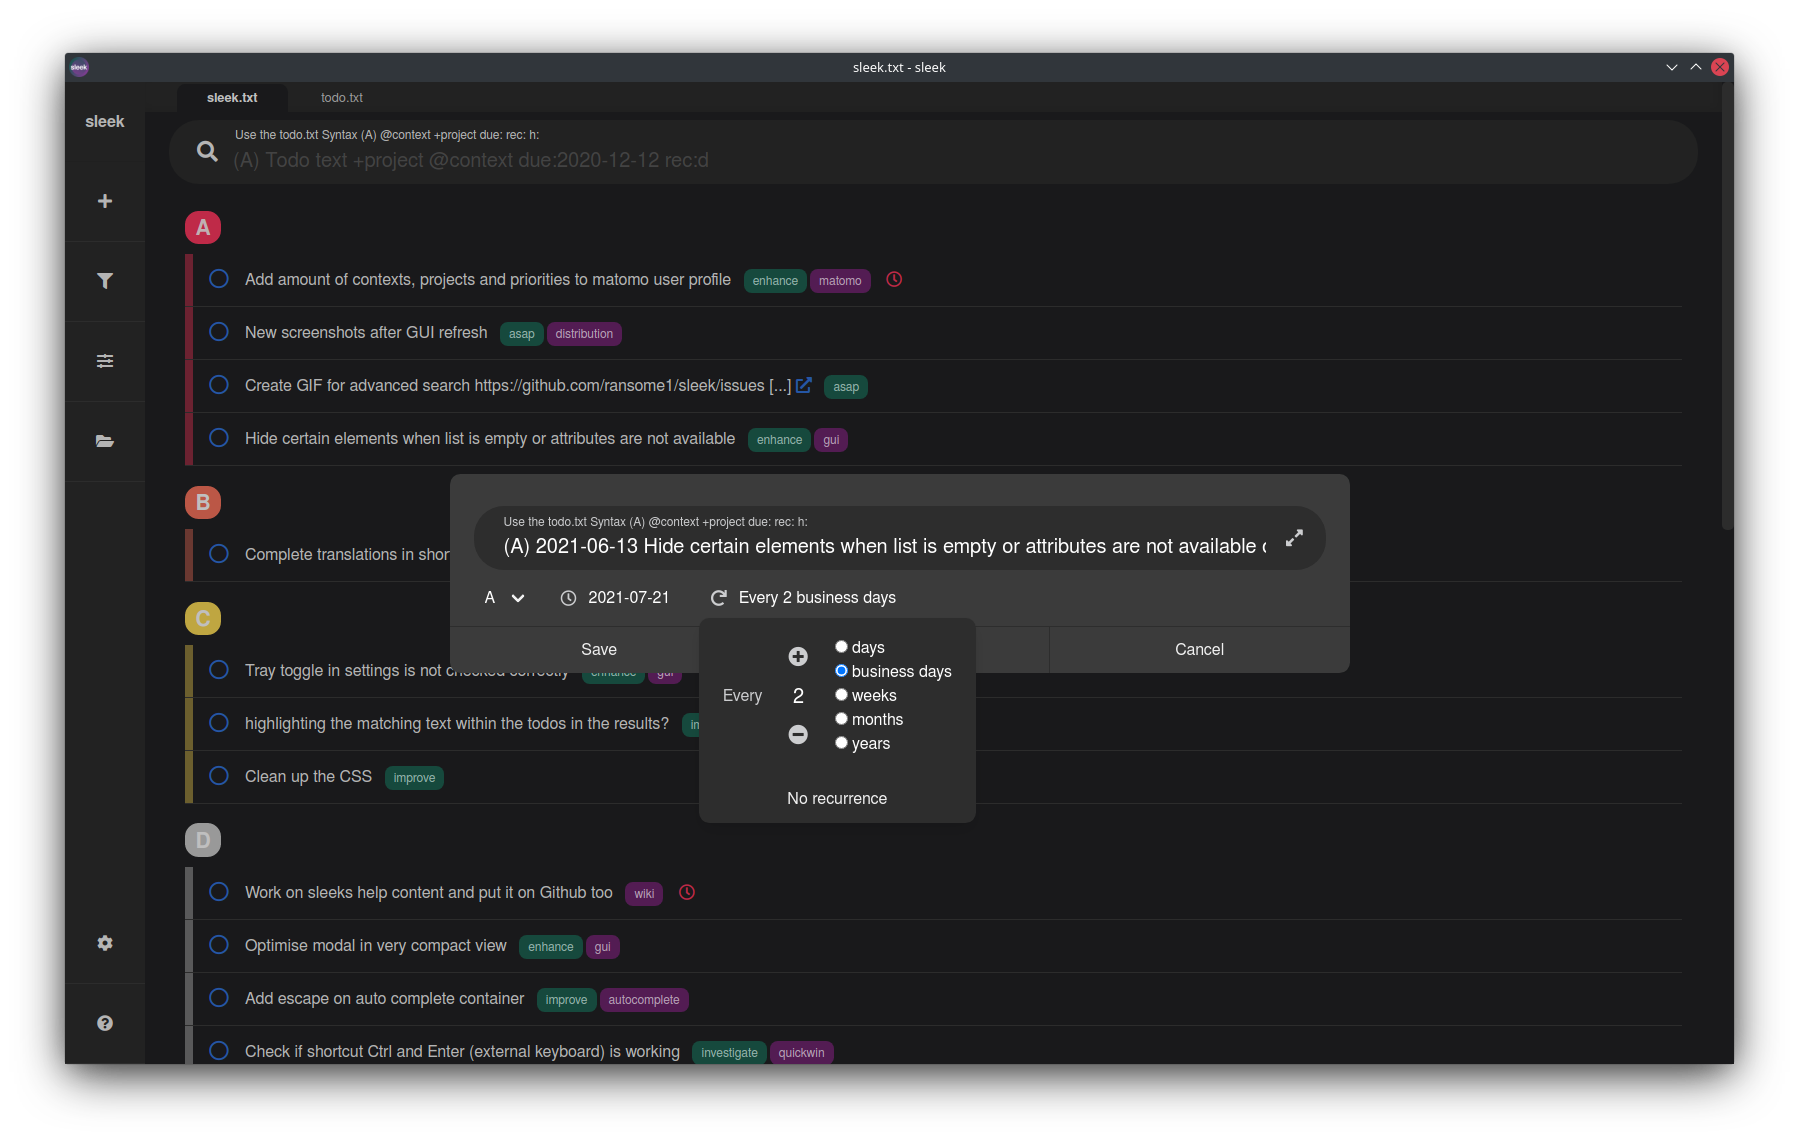 sleek
sleek.txt - sleek
sleek.txt
todo.txt
sleek
Use the todo.txt Syntax (A) @context +project due: rec: h:
(A) Todo text +project @context due:2020-12-12 rec:d
A
Add amount of contexts, projects and priorities to matomo user profile enhance matomo
New screenshots after GUI refresh asap distribution
Create GIF for advanced search https://github.com/ransome1/sleek/issues [...] asap
Hide certain elements when list is empty or attributes are not available enhance gui
B
Complete translations in
Use the todo.txt Syntax (A) @context +project due: rec: h:
(A) 2021-06-13 Hide certain elements when list is empty or attributes are not available
A 2021-07-21 Every 2 business days
Save
Cancel
Every
2
days
business days
weeks
months
years
No recurrence
C
Tray toggle in settings is not checked correctly enhance gui
highlighting the matching text within the todos in the results?
Clean up the CSS improve
D
Work on sleeks help content and put it on Github too wiki
Optimise modal in very compact view enhance gui
Add escape on auto complete container improve autocomplete
Check if shortcut Ctrl and Enter (external keyboard) is working investigate quickwin